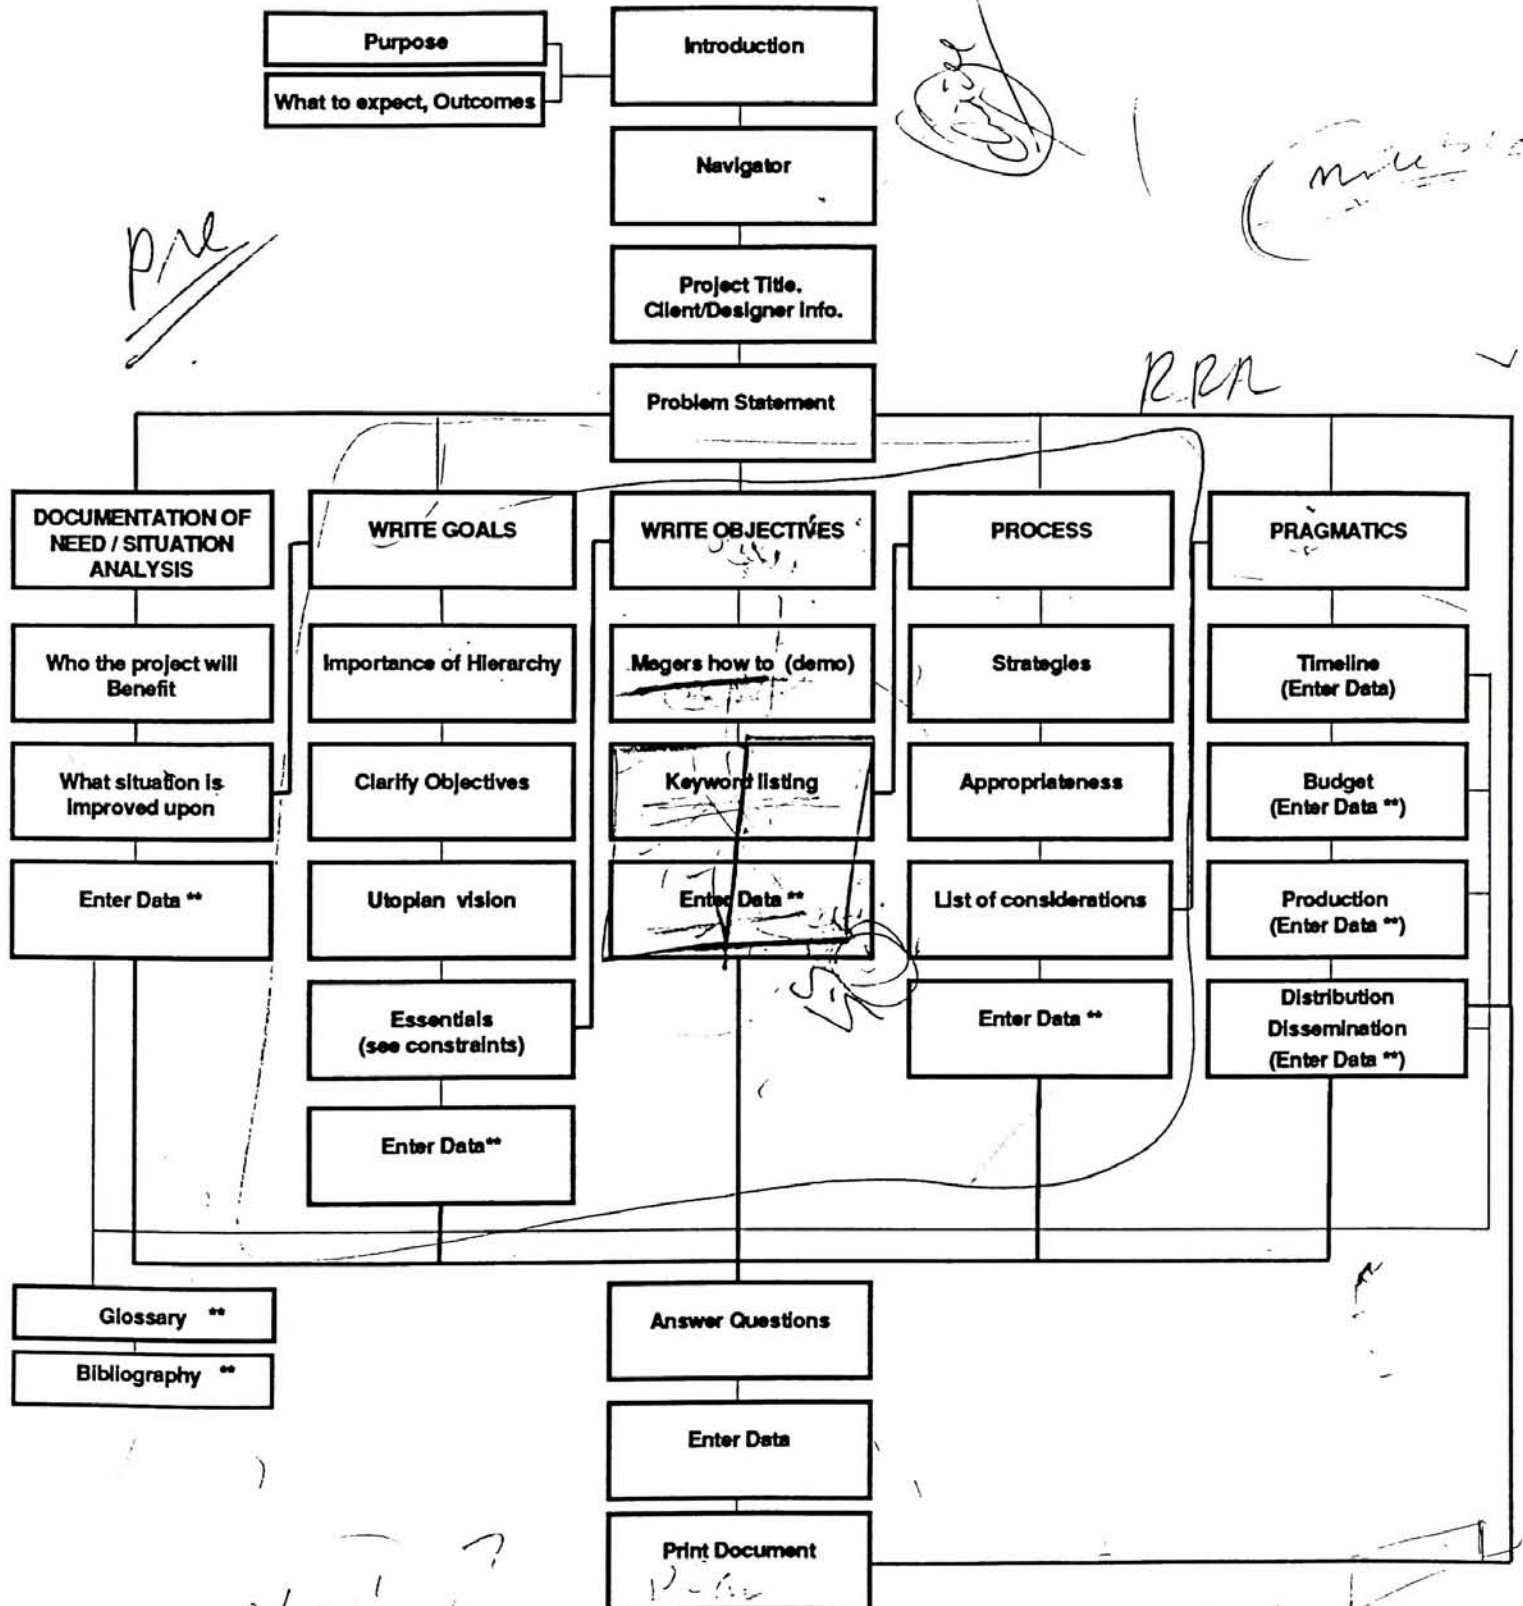 Purpose
What to expect, Outcomes
Introduction
Navigator
Project Title.
Client/Designer info.
Problem Statement
pre
RRR
DOCUMENTATION OF
NEED / SITUATION
ANALYSIS
Who the project will
Benefit
What situation is
improved upon
Enter Data **
WRITE GOALS
Importance of Hierarchy
Clarify Objectives
Utopian vision
Essentials
(see constraints)
Enter Data**
WRITE OBJECTIVES
Magers how to (demo)
Keyword listing
Enter Data **
PROCESS
Strategies
Appropriateness
List of considerations
Enter Data **
PRAGMATICS
Timeline
(Enter Data)
Budget
(Enter Data **)
Production
(Enter Data **)
Distribution
Dissemination
(Enter Data **)
Glossary **
Bibliography **
Answer Questions
Enter Data
Print Document